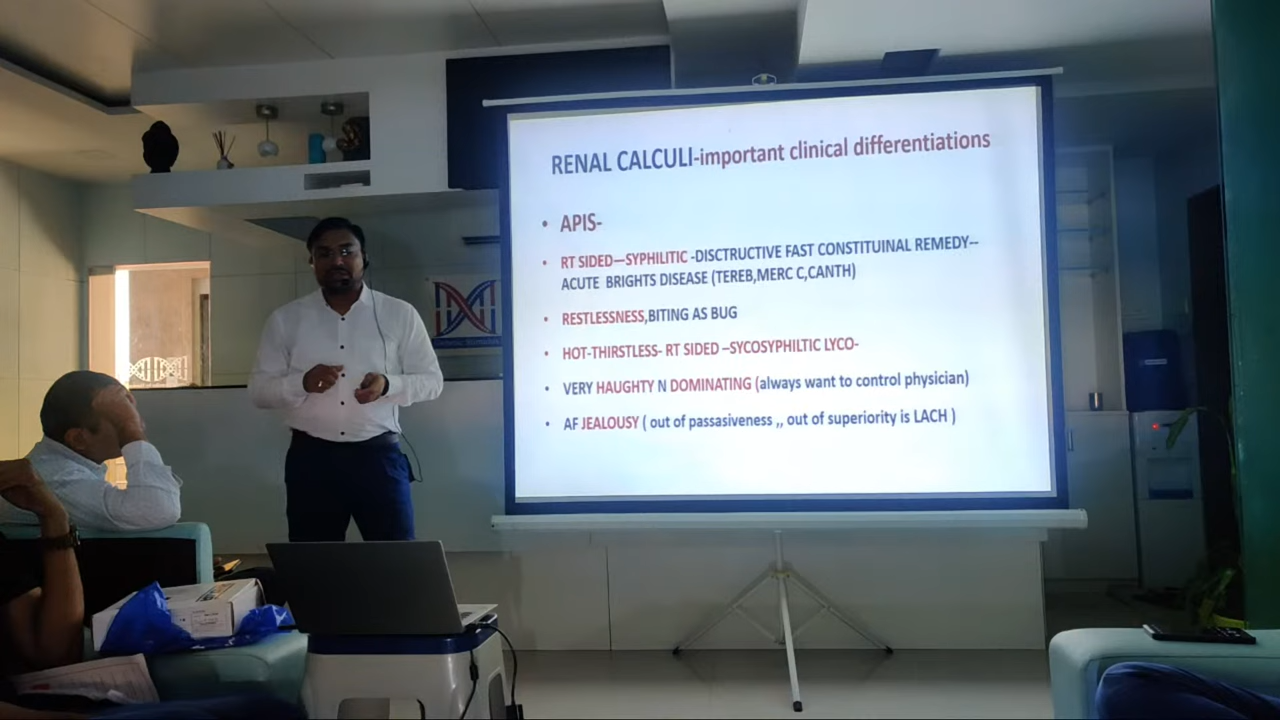 RENAL CALCULI-important clinical differentiations
• APIS-
• RT SIDED—SYPHILITIC -DISCTRUCTIVE FAST CONSTITUINAL REMEDY--
ACUTE BRIGHTS DISEASE (TEREB,MERC C,CANTH)
• RESTLESSNESS,BITING AS BUG
• HOT-THIRSTLESS- RT SIDED –SYCOSYPHILTIC LYCO-
• VERY HAUGHTY N DOMINATING (always want to control physician)
• AF JEALOUSY ( out of passasiveness ,, out of superiority is LACH )